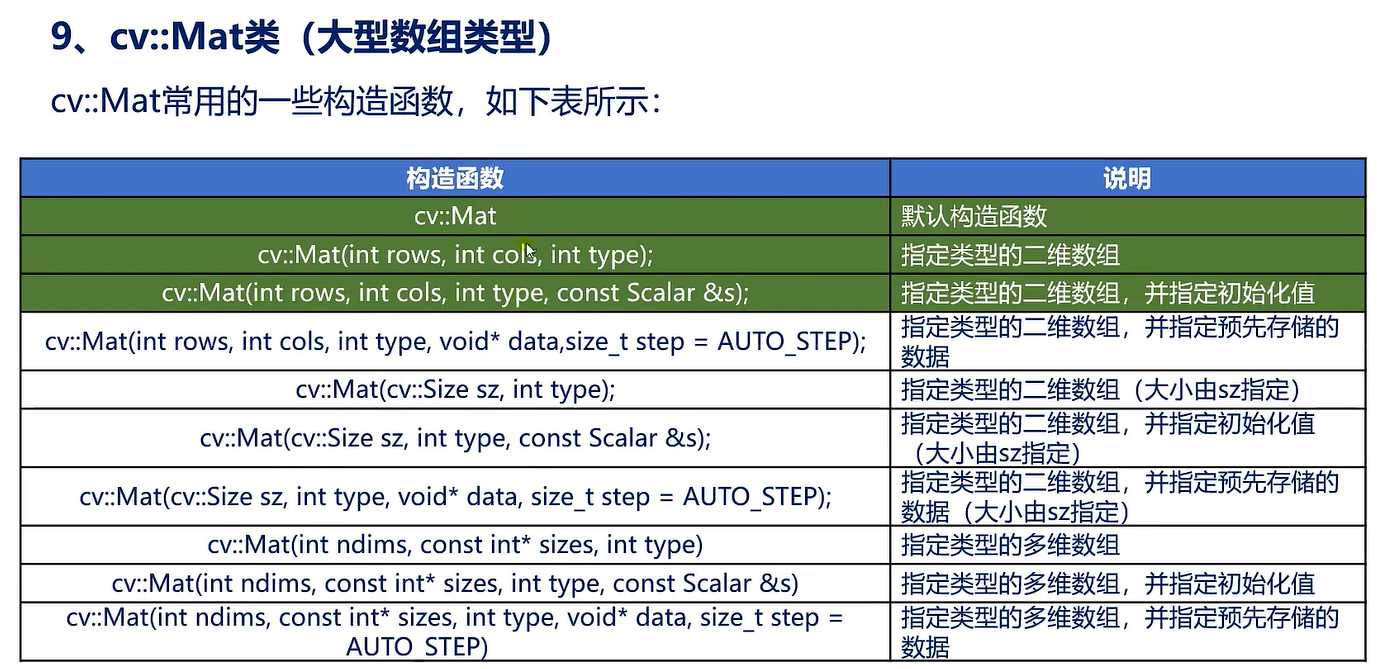 9、cv::Mat类（大型数组类型）
cv::Mat常用的一些构造函数，如下表所示：
构造函数
说明
cv::Mat
默认构造函数
cv::Mat(int rows, int cols, int type);
指定类型的二维数组
cv::Mat(int rows, int cols, int type, const Scalar &s);
指定类型的二维数组，并指定初始化值
cv::Mat(int rows, int cols, int type, void* data,size_t step = AUTO_STEP);
指定类型的二维数组，并指定预先存储的
数据
cv::Mat(cv::Size sz, int type);
指定类型的二维数组（大小由sz指定）
cv::Mat(cv::Size sz, int type, const Scalar &s);
指定类型的二维数组，并指定初始化值
（大小由sz指定）
cv::Mat(cv::Size sz, int type, void* data, size_t step = AUTO_STEP);
指定类型的二维数组，并指定预先存储的
数据（大小由sz指定）
cv::Mat(int ndims, const int* sizes, int type)
指定类型的多维数组
cv::Mat(int ndims, const int* sizes, int type, const Scalar &s)
指定类型的多维数组，并指定初始化值
cv::Mat(int ndims, const int* sizes, int type, void* data, size_t step =
AUTO_STEP)
指定类型的多维数组，并指定预先存储的
数据